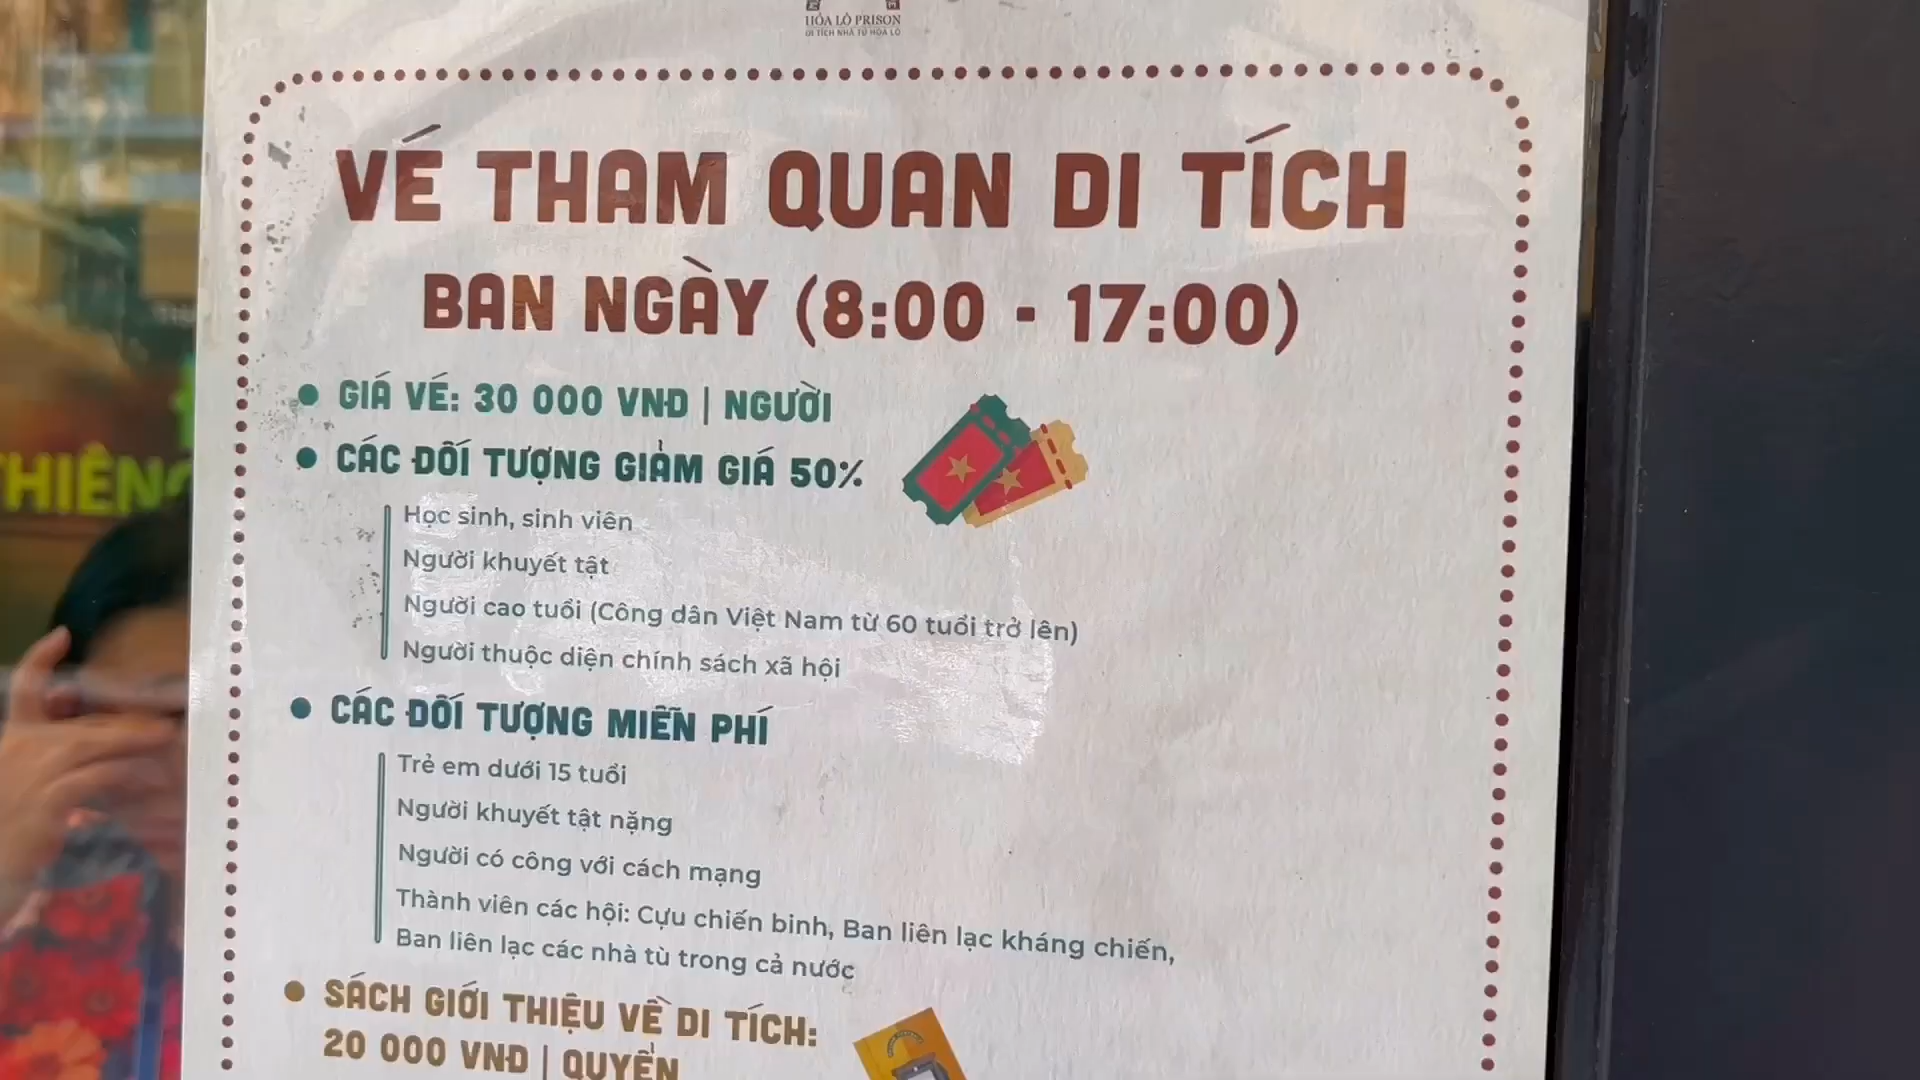 HỎA LÒ PRISON
DI TÍCH NHÀ TÙ HỎA LÒ
VÉ THAM QUAN DI TÍCH
BAN NGÀY (8:00 - 17:00)
GIÁ VÉ: 30 000 VNĐ | NGƯỜI
CÁC ĐỐI TƯỢNG GIẢM GIÁ 50%
Học sinh, sinh viên
Người khuyết tật
Người cao tuổi (Công dân Việt Nam từ 60 tuổi trở lên)
Người thuộc diện chính sách xã hội
CÁC ĐỐI TƯỢNG MIỄN PHÍ
Trẻ em dưới 15 tuổi
Người khuyết tật nặng
Người có công với cách mạng
Thành viên các hội: Cựu chiến binh, Ban liên lạc kháng chiến,
Ban liên lạc các nhà tù trong cả nước
SÁCH GIỚI THIỆU VỀ DI TÍCH:
20 000 VNĐ | QUYỂN
THIÊNG